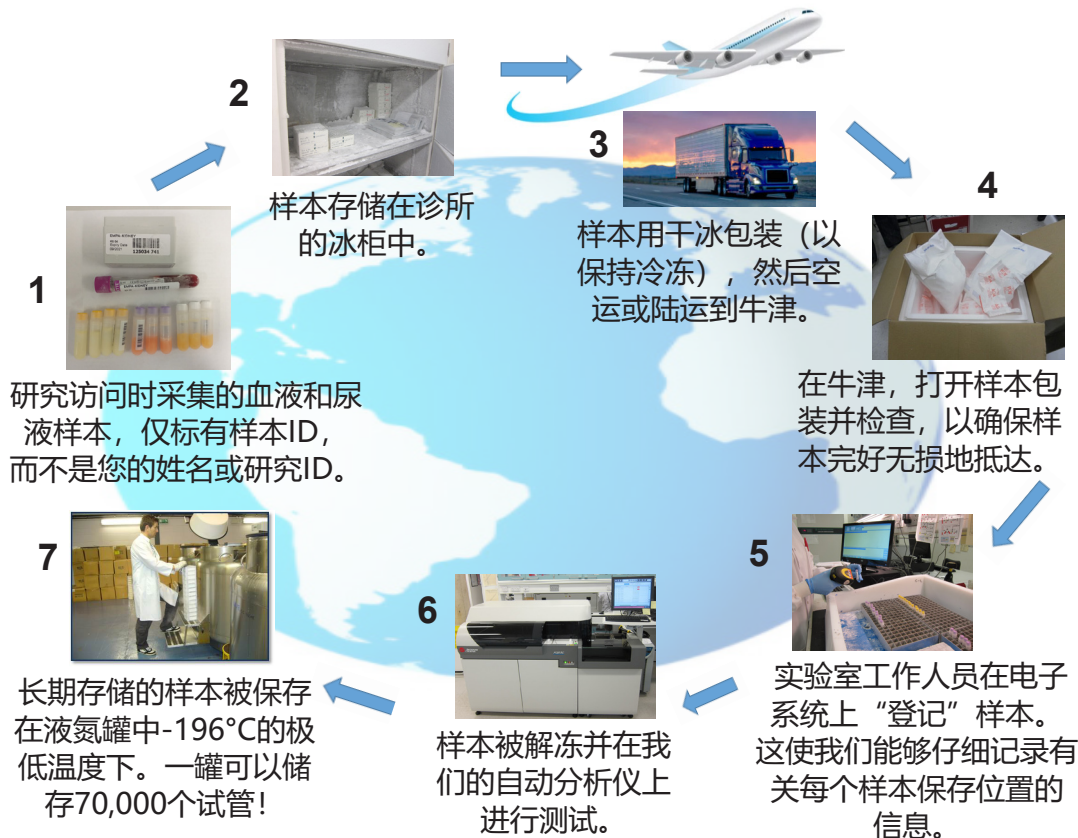 1
研究访问时采集的血液和尿
液样本，仅标有样本ID，
而不是您的姓名或研究ID。
2
样本存储在诊所
的冰柜中。
3
样本用干冰包装（以
保持冷冻），然后空
运或陆运到牛津。
4
在牛津，打开样本包
装并检查，以确保样
本完好无损地抵达。
5
实验室工作人员在电子
系统上“登记”样本。
这使我们能够仔细记录有
关每个样本保存位置的
信息。
6
样本被解冻并在我
们的自动分析仪上
进行测试。
7
长期存储的样本被保存
在液氮罐中-196°C的极
低温度下。一罐可以储
存70,000个试管！